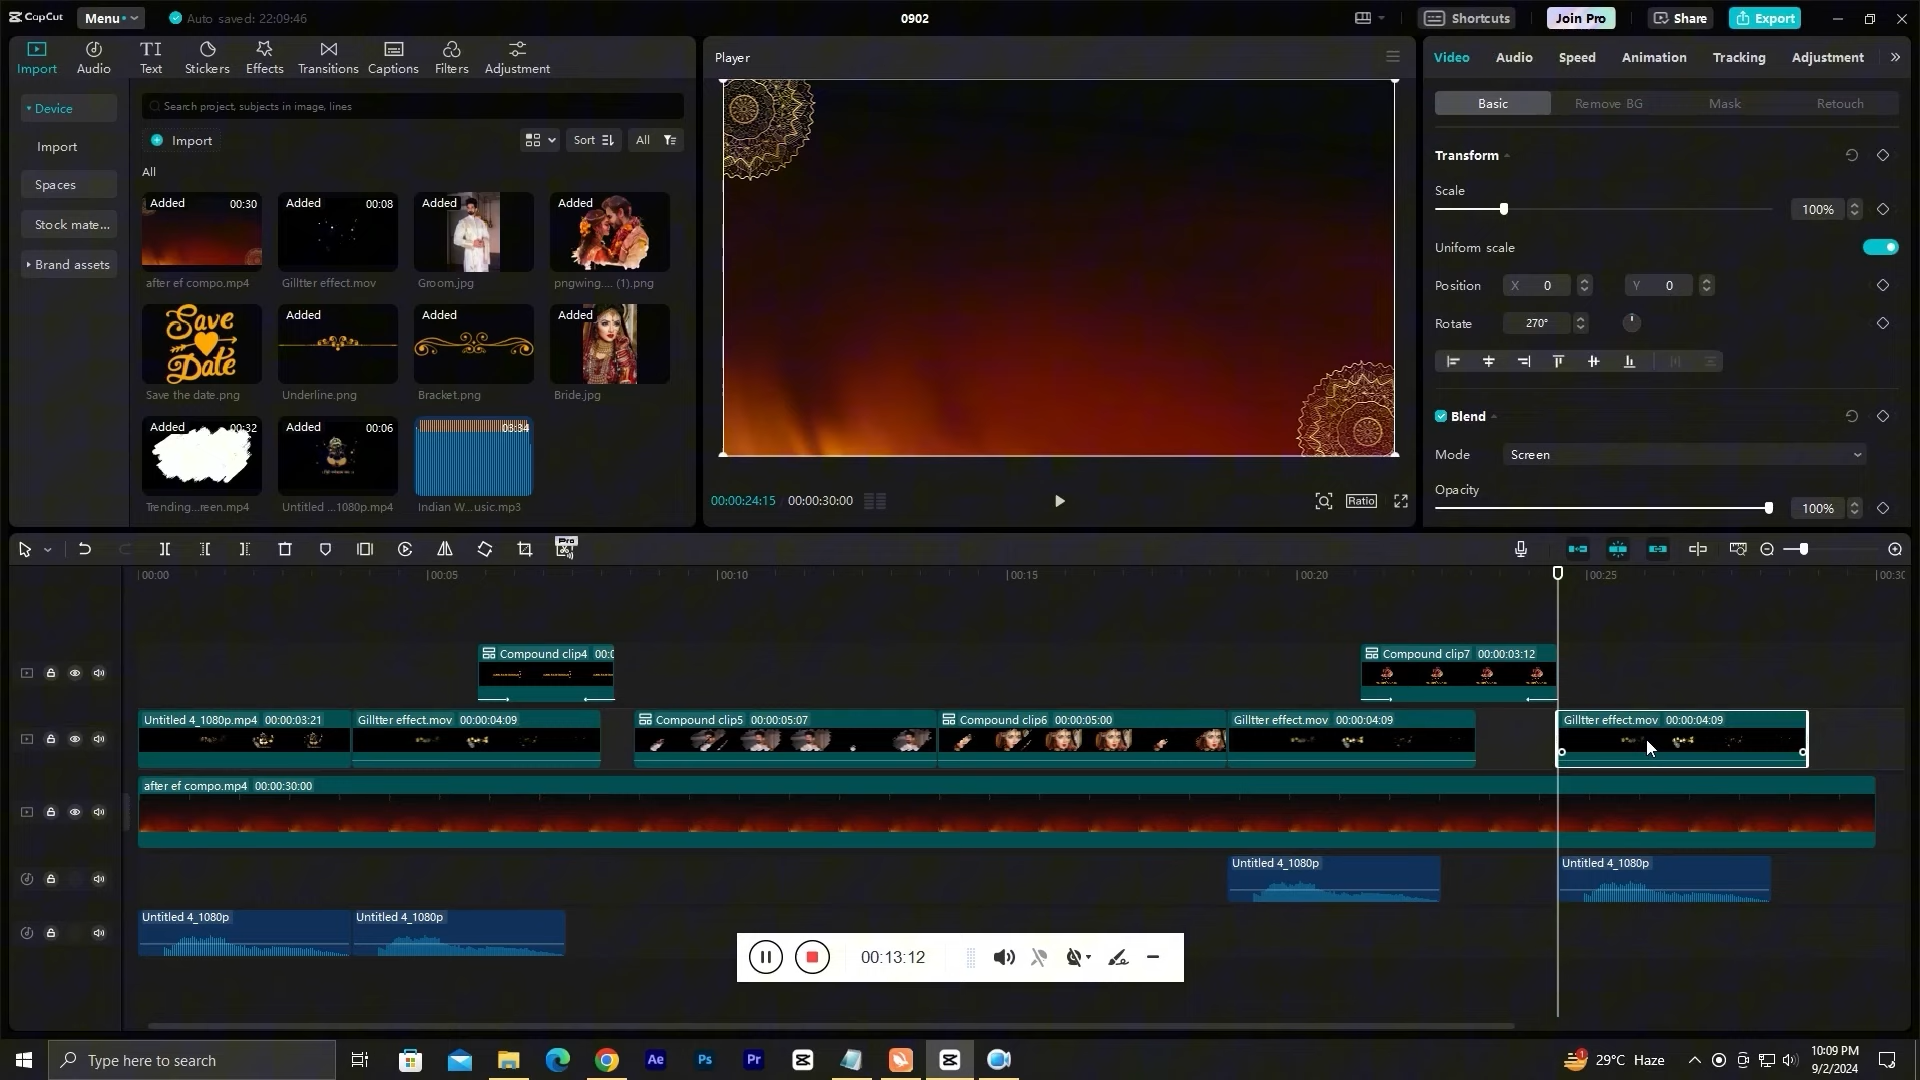 CapCut
Menu
Auto saved: 22:09:46
0902
Shortcuts
Join Pro
Share
Export
Import
Audio
Text
Stickers
Effects
Transitions
Captions
Filters
Adjustment
Device
Import
Spaces
Stock mate...
Brand assets
Search project, subjects in image, lines
Import
Sort
All
All
Added 00:30
Added 00:08
Added
Added
after ef compo.mp4
Gilltter effect.mov
Groom.jpg
pngwing.... (1).png
Save the Date
Added
Added
Added
Save the date.png
Underline.png
Bracket.png
Bride.jpg
Added 00:32
Added 00:06
03:34
Trending...reen.mp4
Untitled ...1080p.mp4
Indian W...usic.mp3
Player
00:00:24:15
00:00:30:00
Ratio
Video
Audio
Speed
Animation
Tracking
Adjustment
Basic
Remove BG
Mask
Retouch
Transform
Scale
100%
Uniform scale
Position
X 0
Y 0
Rotate
270°
Blend
Mode
Screen
Opacity
100%
Pro
00:00
00:05
00:10
00:15
00:20
00:25
00:30
Compound clip4 00:0
Compound clip7 00:00:03:12
Untitled 4_1080p.mp4 00:00:03:21
Gilltter effect.mov 00:00:04:09
Compound clip5 00:00:05:07
Compound clip6 00:00:05:00
Gilltter effect.mov 00:00:04:09
Gilltter effect.mov 00:00:04:09
after ef compo.mp4 00:00:30:00
Untitled 4_1080p
Untitled 4_1080p
Untitled 4_1080p
Untitled 4_1080p
00:13:12
Type here to search
Ae
Ps
Pr
1
29°C Haze
10:09 PM
9/2/2024